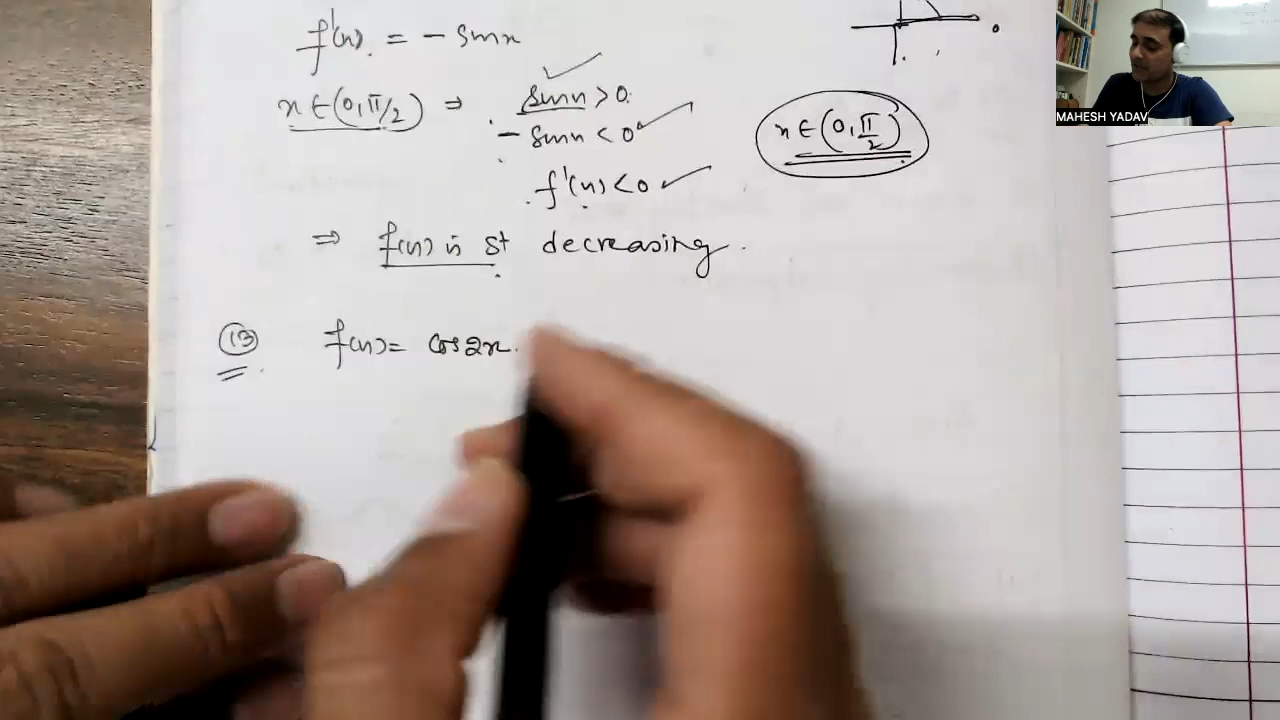 f'(x) = - sinx
x ∈ (0, π/2) ⇒ sinx > 0.
- sinx < 0
x ∈ (0, π/2)
f'(x) < 0
⇒ f(x) is st decreasing.
(13) f(x) = cos2x.
MAHESH YADAV